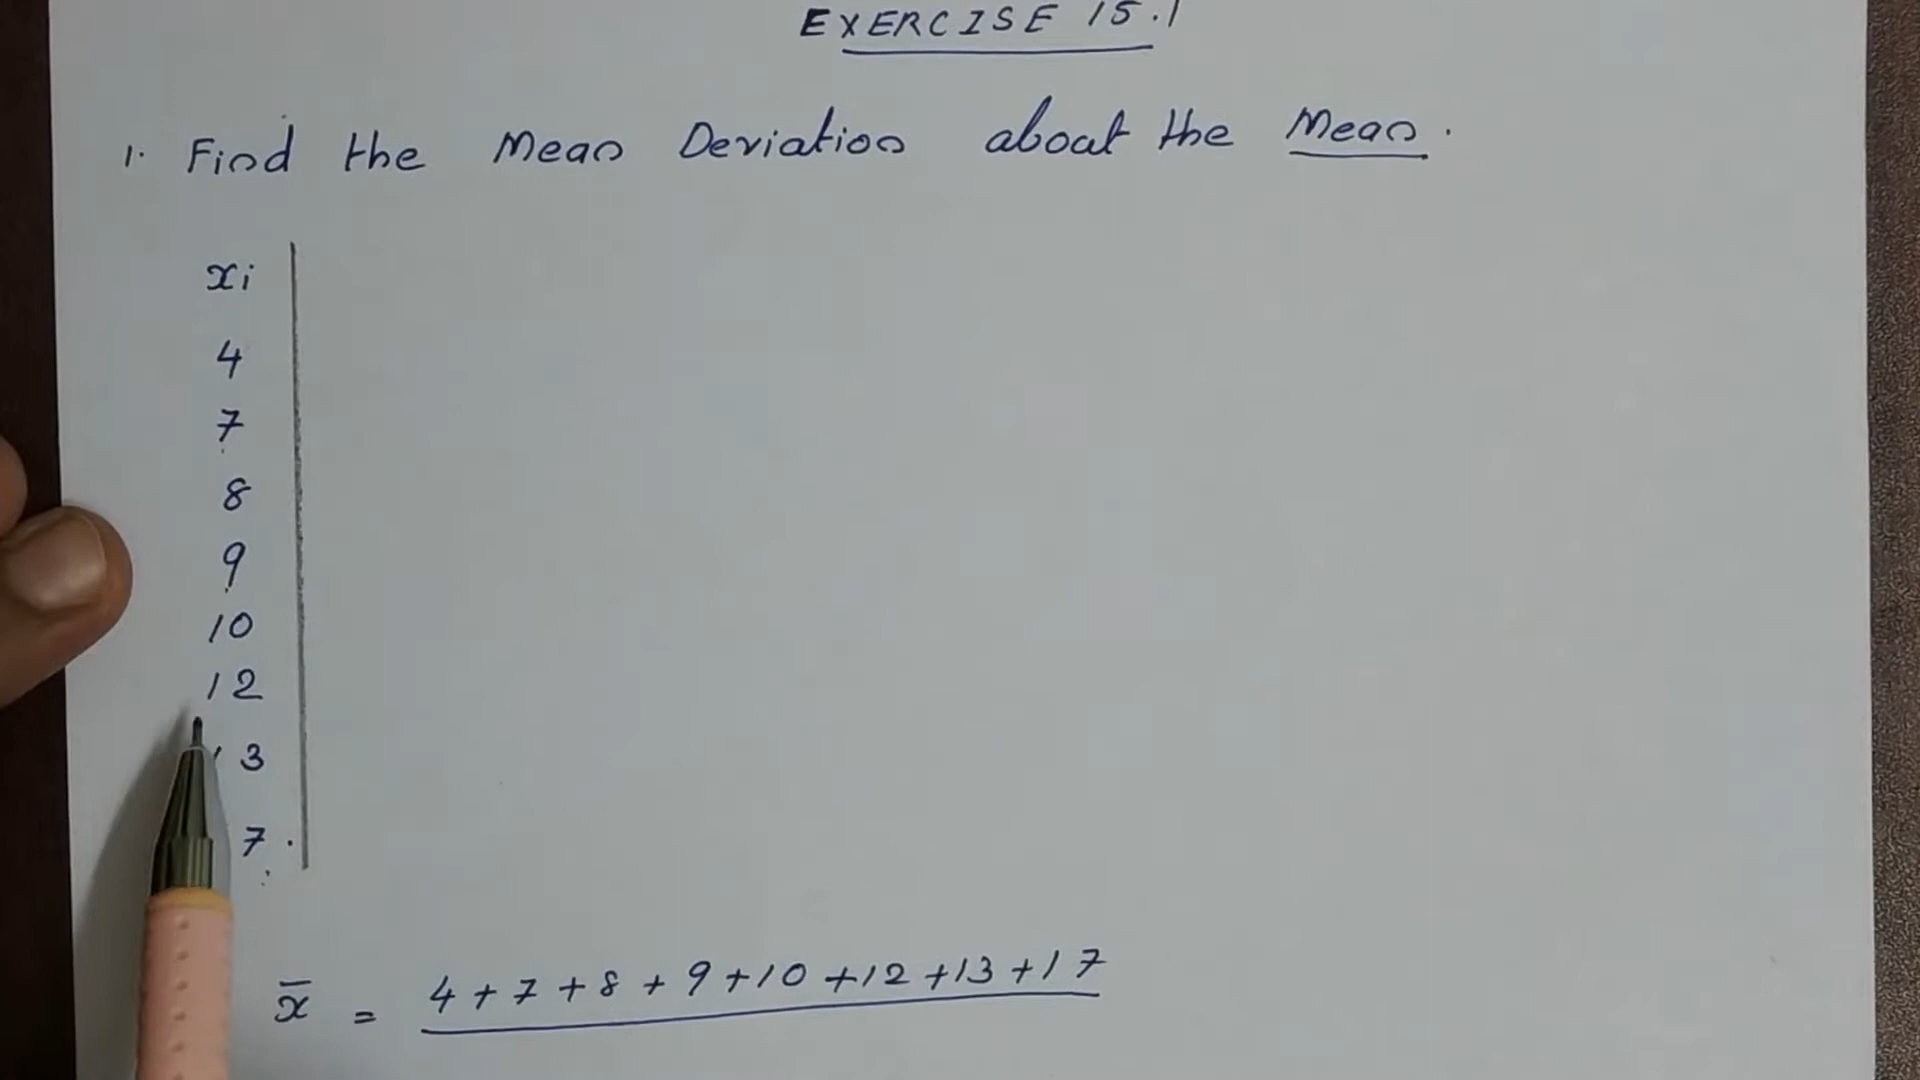 EXERCISE 15.1
1. Find the Mean Deviation about the Mean.
xi
4
7
8
9
10
12
13
7.
x̄ = 4+7+8+9+10+12+13+17